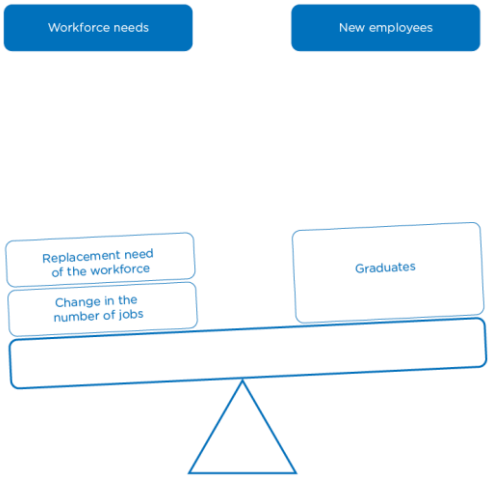 Workforce needs
New employees
Replacement need
of the workforce
Graduates
Change in the
number of jobs